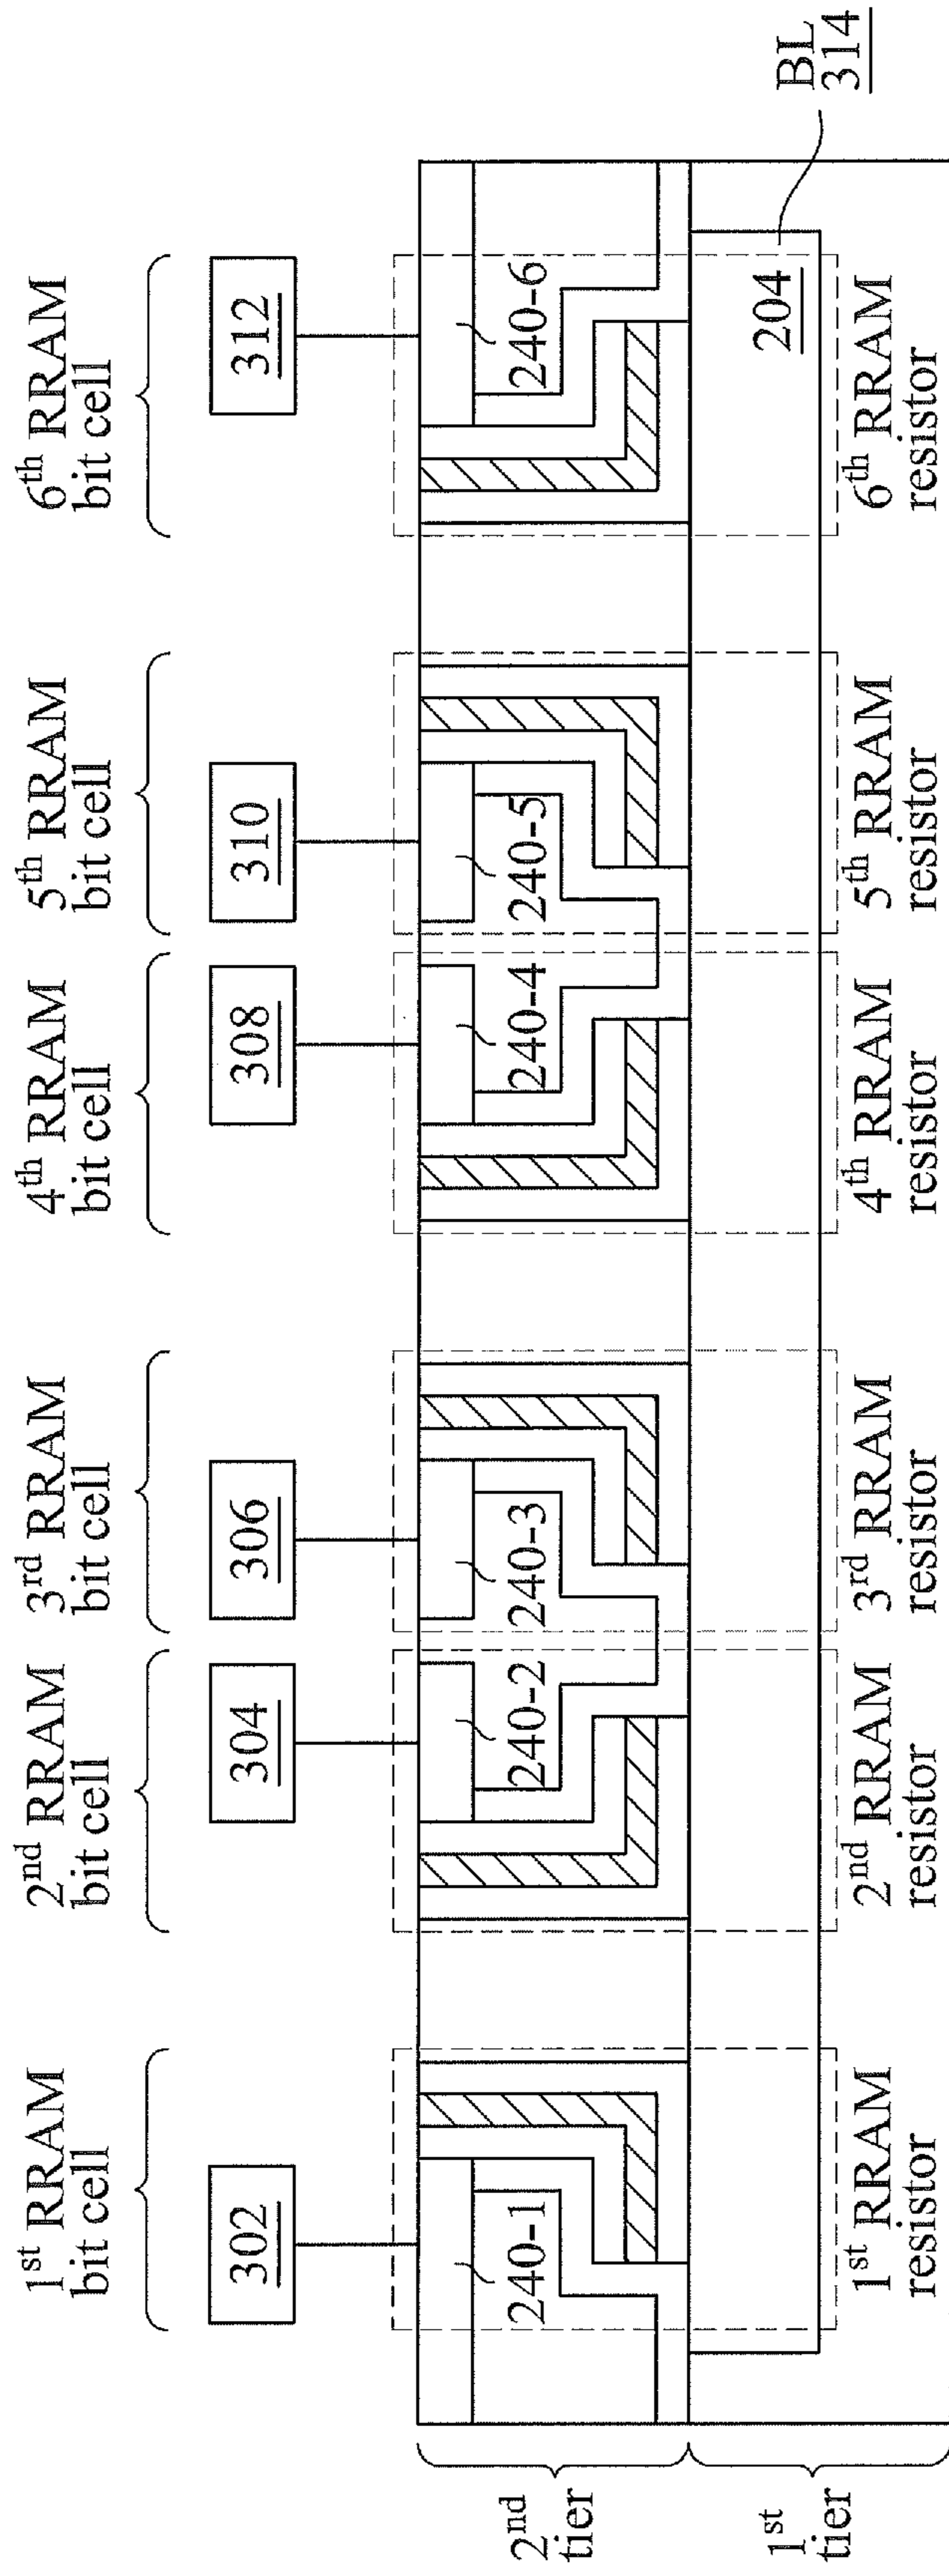 1st RRAM
bit cell
2nd RRAM
bit cell
3rd RRAM
bit cell
4th RRAM
bit cell
5th RRAM
bit cell
6th RRAM
bit cell
302
304
306
308
310
312
240-1
240-2
240-3
240-4
240-5
240-6
2nd
tier
1st
tier
204
BL
314
1st RRAM
resistor
2nd RRAM
resistor
3rd RRAM
resistor
4th RRAM
resistor
5th RRAM
resistor
6th RRAM
resistor